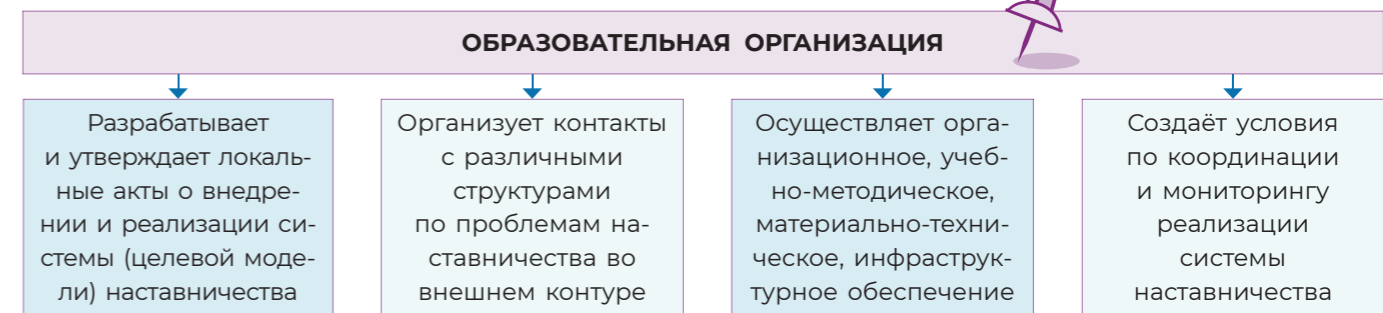 ОБРАЗОВАТЕЛЬНАЯ ОРГАНИЗАЦИЯ
Разрабатывает
и утверждает локаль-
ные акты о внедре-
нии и реализации си-
стемы (целевой моде-
ли) наставничества
Организует контакты
с различными
структурами
по проблемам на-
ставничества во
внешнем контуре
Осуществляет орга-
низационное, учеб-
но-методическое,
материально-техни-
ческое, инфраструк-
турное обеспечение
Создаёт условия
по координации
и мониторингу
реализации
системы
наставничества